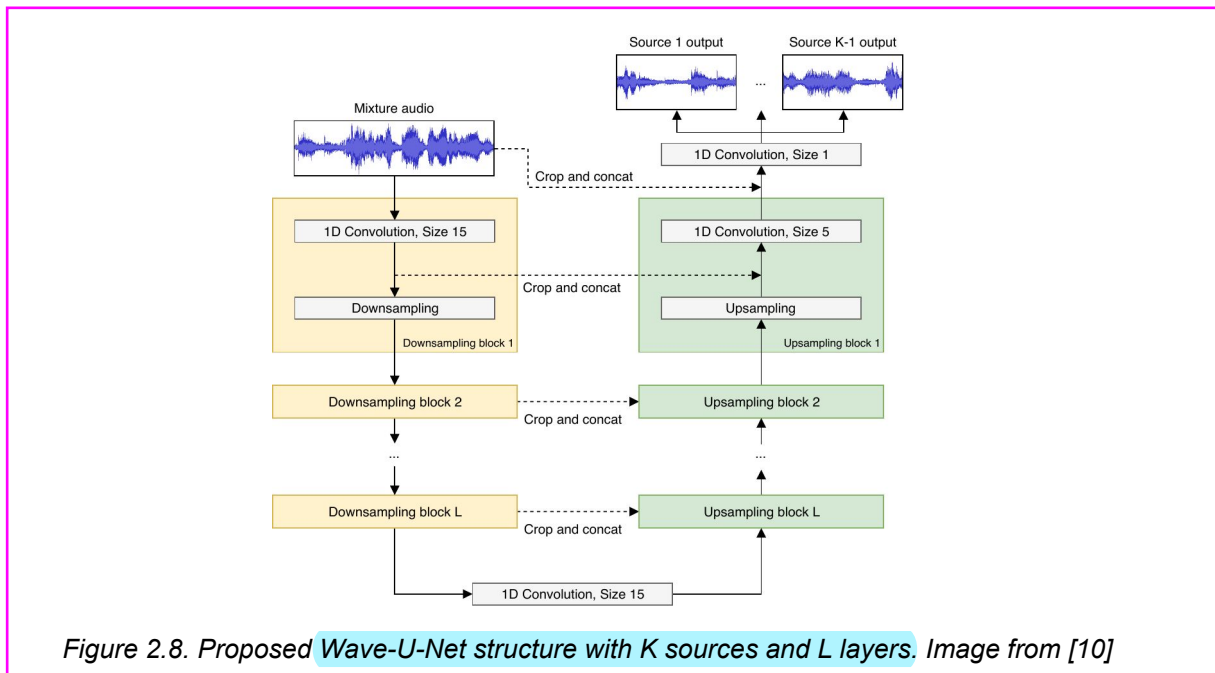 Source 1 output
Source K-1 output
...
Mixture audio
1D Convolution, Size 1
Crop and concat
1D Convolution, Size 15
1D Convolution, Size 5
Crop and concat
Downsampling
Upsampling
Downsampling block 1
Upsampling block 1
Downsampling block 2
Upsampling block 2
Crop and concat
...
...
Downsampling block L
Upsampling block L
Crop and concat
1D Convolution, Size 15
Figure 2.8. Proposed Wave-U-Net structure with K sources and L layers. Image from [10]